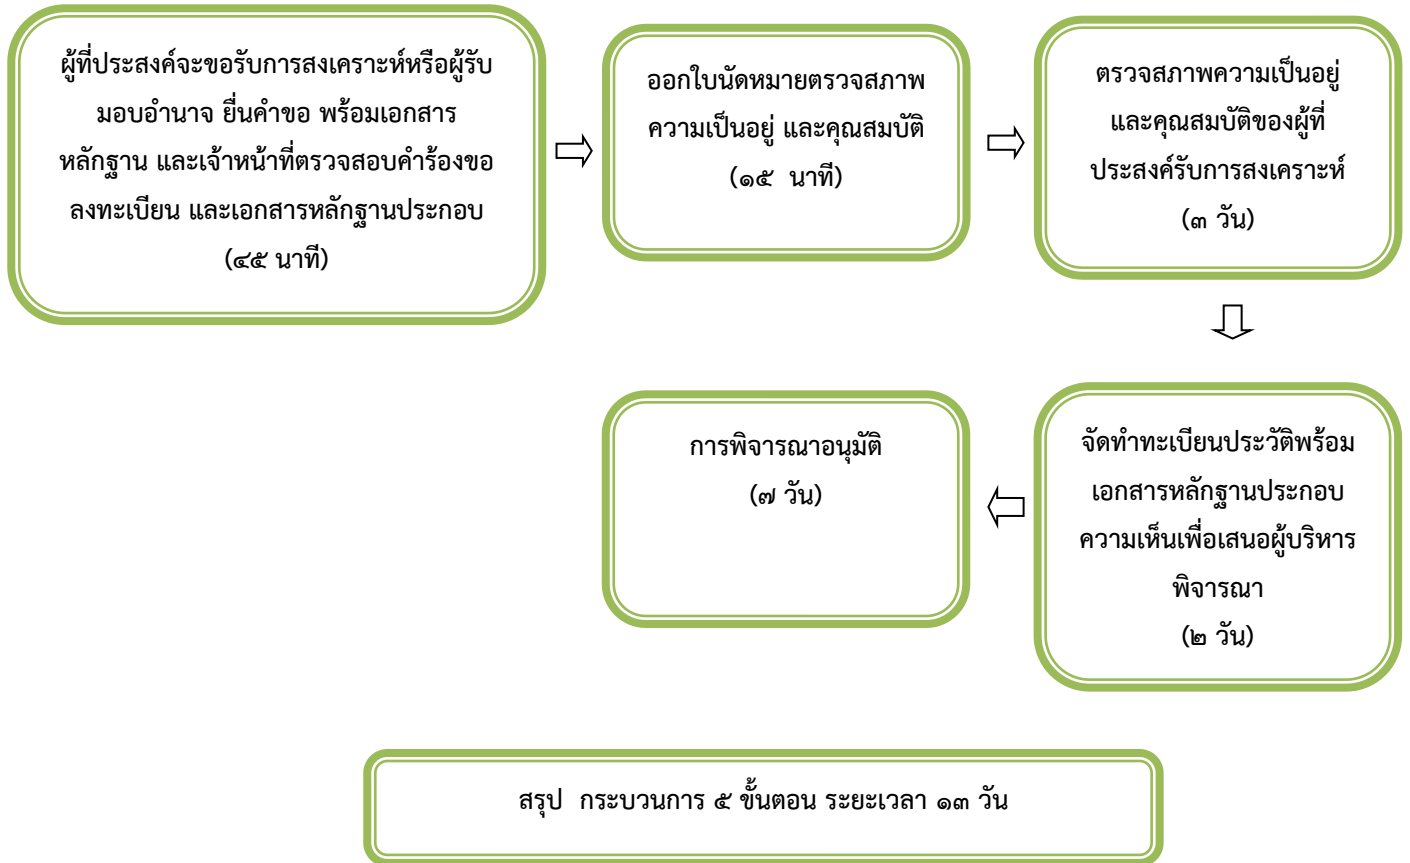 ผู้ที่ประสงค์จะขอรับการสงเคราะห์หรือผู้รับ
มอบอำนาจ ยื่นคำขอ พร้อมเอกสาร
หลักฐาน และเจ้าหน้าที่ตรวจสอบคำร้องขอ
ลงทะเบียน และเอกสารหลักฐานประกอบ
(๔๕ นาที)
ออกใบนัดหมายตรวจสภาพ
ความเป็นอยู่ และคุณสมบัติ
(๑๕ นาที)
ตรวจสภาพความเป็นอยู่
และคุณสมบัติของผู้ที่
ประสงค์รับการสงเคราะห์
(๓ วัน)
จัดทำทะเบียนประวัติพร้อม
เอกสารหลักฐานประกอบ
ความเห็นเพื่อเสนอผู้บริหาร
พิจารณา
(๒ วัน)
การพิจารณาอนุมัติ
(๗ วัน)
สรุป กระบวนการ ๕ ขั้นตอน ระยะเวลา ๑๓ วัน